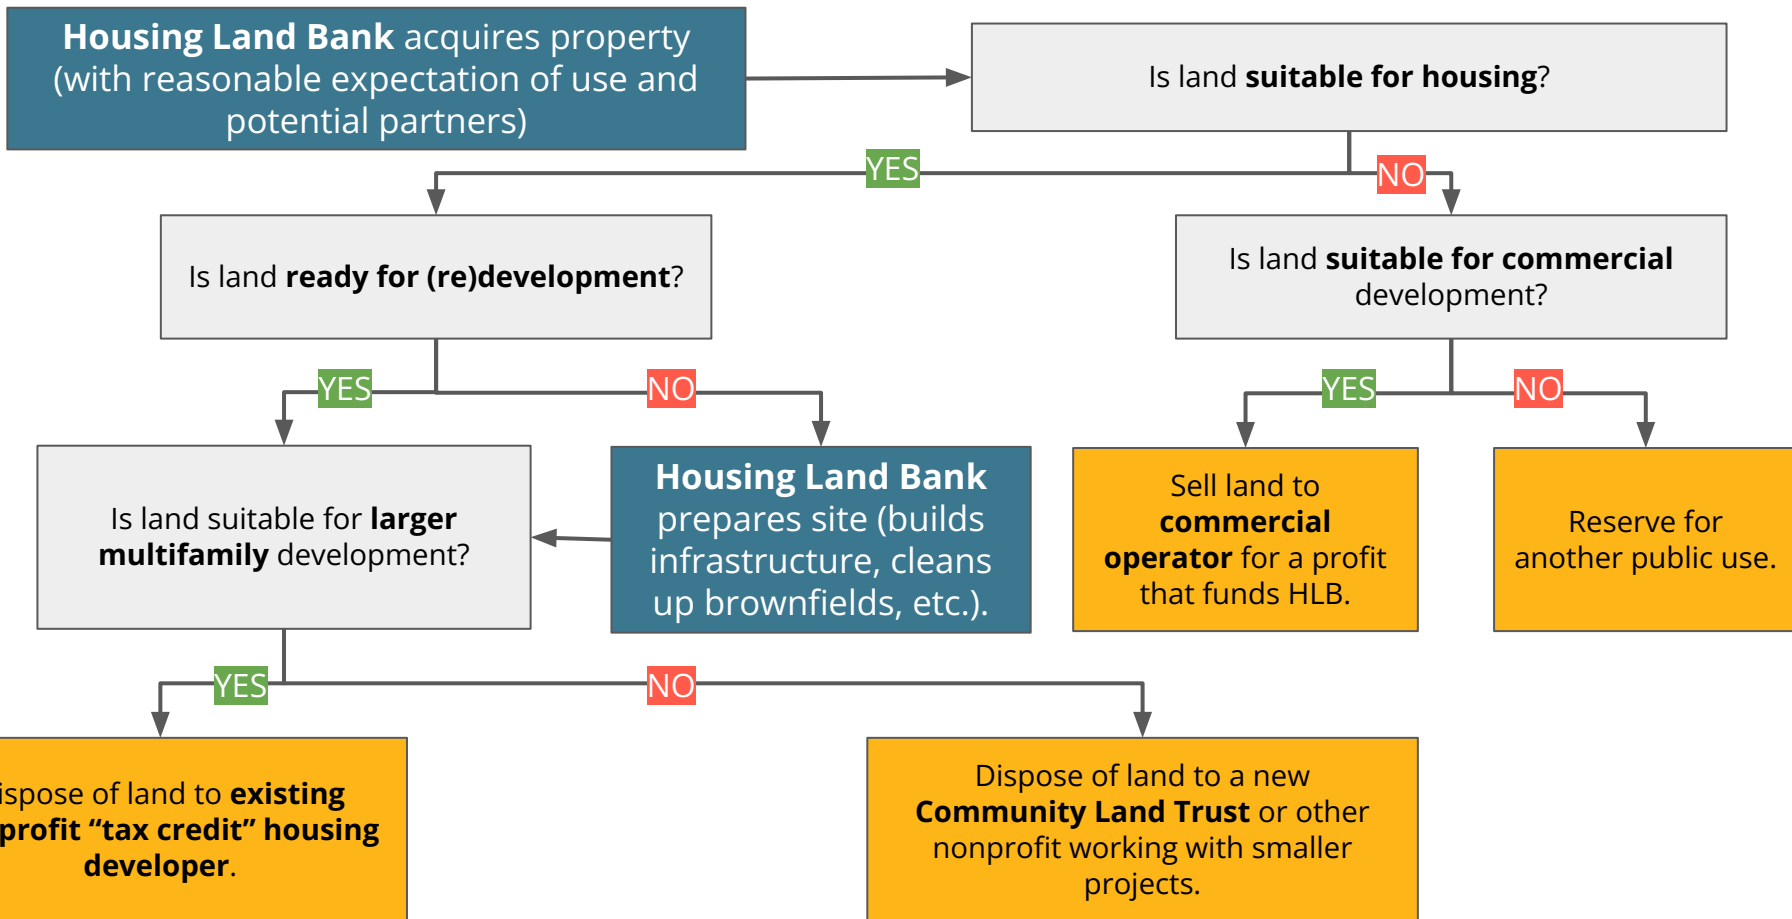 Housing Land Bank acquires property
(with reasonable expectation of use and
potential partners)
Is land suitable for housing?
YES
NO
Is land ready for (re)development?
Is land suitable for commercial
development?
YES
NO
YES
NO
Is land suitable for larger
multifamily development?
Housing Land Bank
prepares site (builds
infrastructure, cleans
up brownfields, etc.).
Sell land to
commercial
operator for a profit
that funds HLB.
Reserve for
another public use.
YES
NO
ispose of land to existing
profit “tax credit” housing
developer.
Dispose of land to a new
Community Land Trust or other
nonprofit working with smaller
projects.